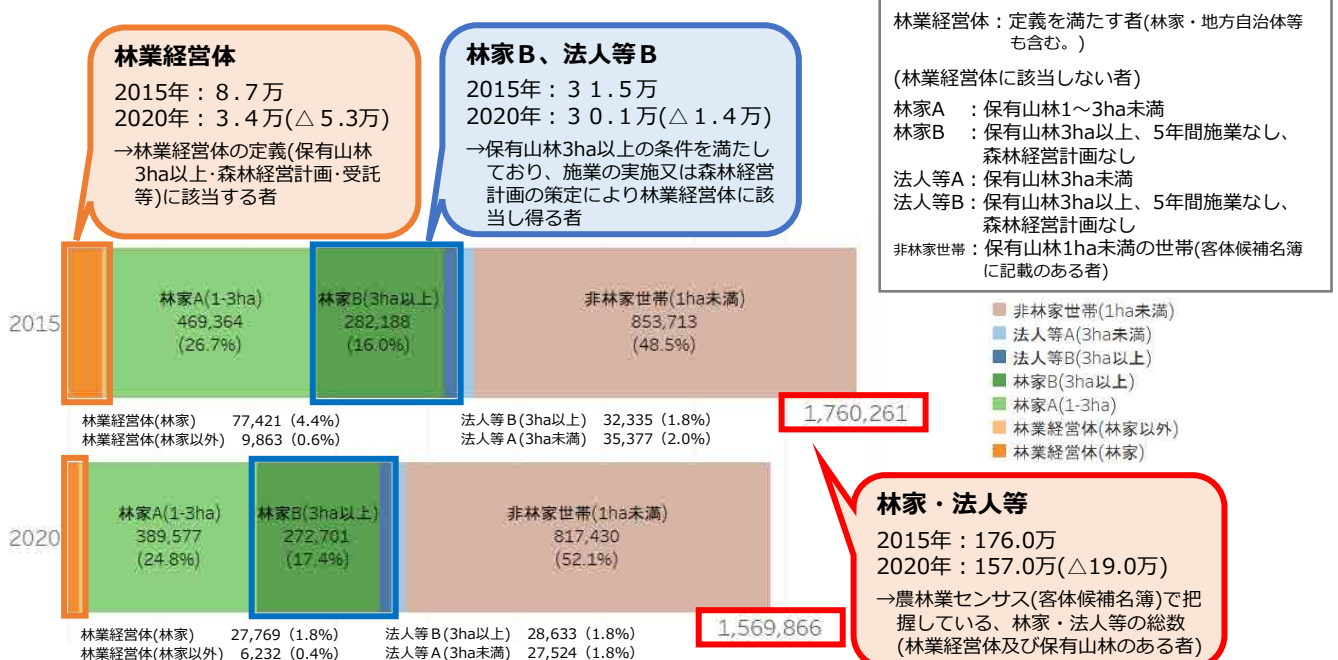 林業経営体
2015年：8.7万
2020年：3.4万(△5.3万)
→林業経営体の定義(保有山林
3ha以上･森林経営計画･受託
等)に該当する者
林家Ｂ、法人等Ｂ
2015年：３１.５万
2020年：３０.１万(△１.４万)
→保有山林3ha以上の条件を満たし
ており、施業の実施又は森林経営
計画の策定により林業経営体に該
当し得る者
林業経営体：定義を満たす者(林家・地方自治体等
も含む。)
(林業経営体に該当しない者)
林家A　：保有山林1～3ha未満
林家B　：保有山林3ha以上、5年間施業なし、
森林経営計画なし
法人等A：保有山林3ha未満
法人等B：保有山林3ha以上、5年間施業なし、
森林経営計画なし
非林家世帯：保有山林1ha未満の世帯(客体候補名簿
に記載のある者)
2015
林家A(1-3ha)
469,364
(26.7%)
林家B(3ha以上)
282,188
(16.0%)
非林家世帯(1ha未満)
853,713
(48.5%)
林業経営体(林家)　77,421（4.4%）
林業経営体(林家以外)　9,863（0.6%）
法人等Ｂ(3ha以上)　32,335（1.8%）
法人等Ａ(3ha未満)　35,377（2.0%）
1,760,261
非林家世帯(1ha未満)
法人等A(3ha未満)
法人等B(3ha以上)
林家B(3ha以上)
林家A(1-3ha)
林業経営体(林家以外)
林業経営体(林家)
2020
林家A(1-3ha)
389,577
(24.8%)
林家B(3ha以上)
272,701
(17.4%)
非林家世帯(1ha未満)
817,430
(52.1%)
林業経営体(林家)　27,769（1.8%）
林業経営体(林家以外)　6,232（0.4%）
法人等Ｂ(3ha以上)　28,633（1.8%）
法人等Ａ(3ha未満)　27,524（1.8%）
1,569,866
林家・法人等
2015年：176.0万
2020年：157.0万(△19.0万)
→農林業センサス(客体候補名簿)で把
握している、林家・法人等の総数
(林業経営体及び保有山林のある者)